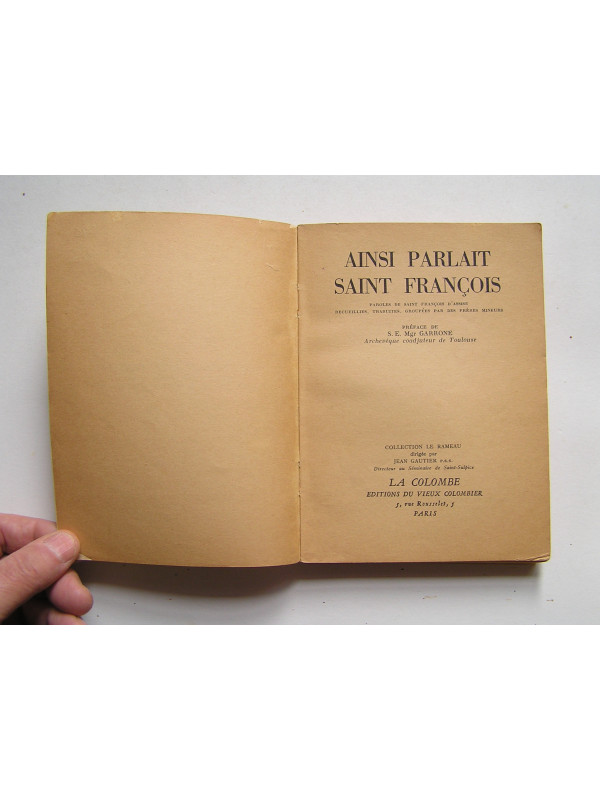 AINSI PARLAIT
SAINT FRANÇOIS
PAROLES DE SAINT FRANÇOIS D'ASSISE
RECUEILLIES, TRADUITES, GROUPÉES PAR DES FRÈRES MINEURS
PRÉFACE DE
S. E. Mgr GARRONE
Archevêque coadjuteur de Toulouse
COLLECTION LE RAMEAU
dirigée par
JEAN GAUTIER p.s.s.
Directeur au Séminaire de Saint-Sulpice
LA COLOMBE
EDITIONS DU VIEUX COLOMBIER
5, rue Rousselet, 5
PARIS